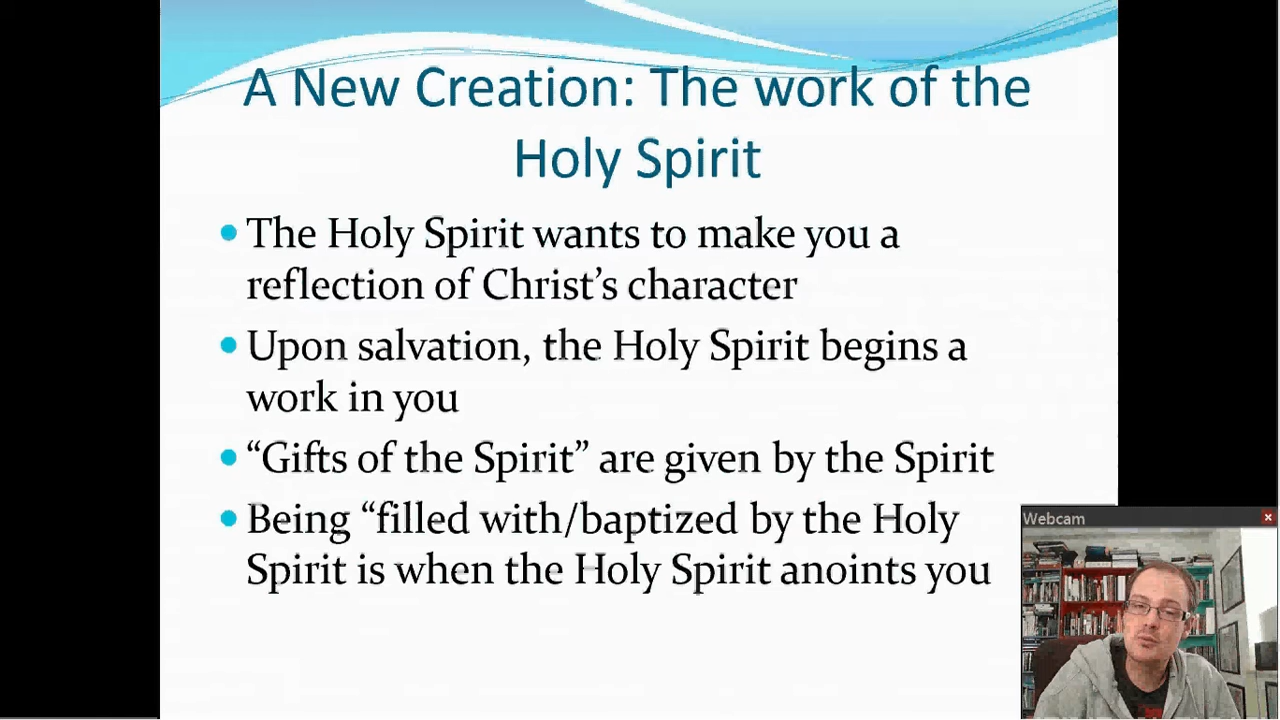 A New Creation: The work of the
Holy Spirit
• The Holy Spirit wants to make you a
reflection of Christ’s character
• Upon salvation, the Holy Spirit begins a
work in you
• “Gifts of the Spirit” are given by the Spirit
• Being “filled with/baptized by the Holy
Spirit is when the Holy Spirit anoints you
Webcam